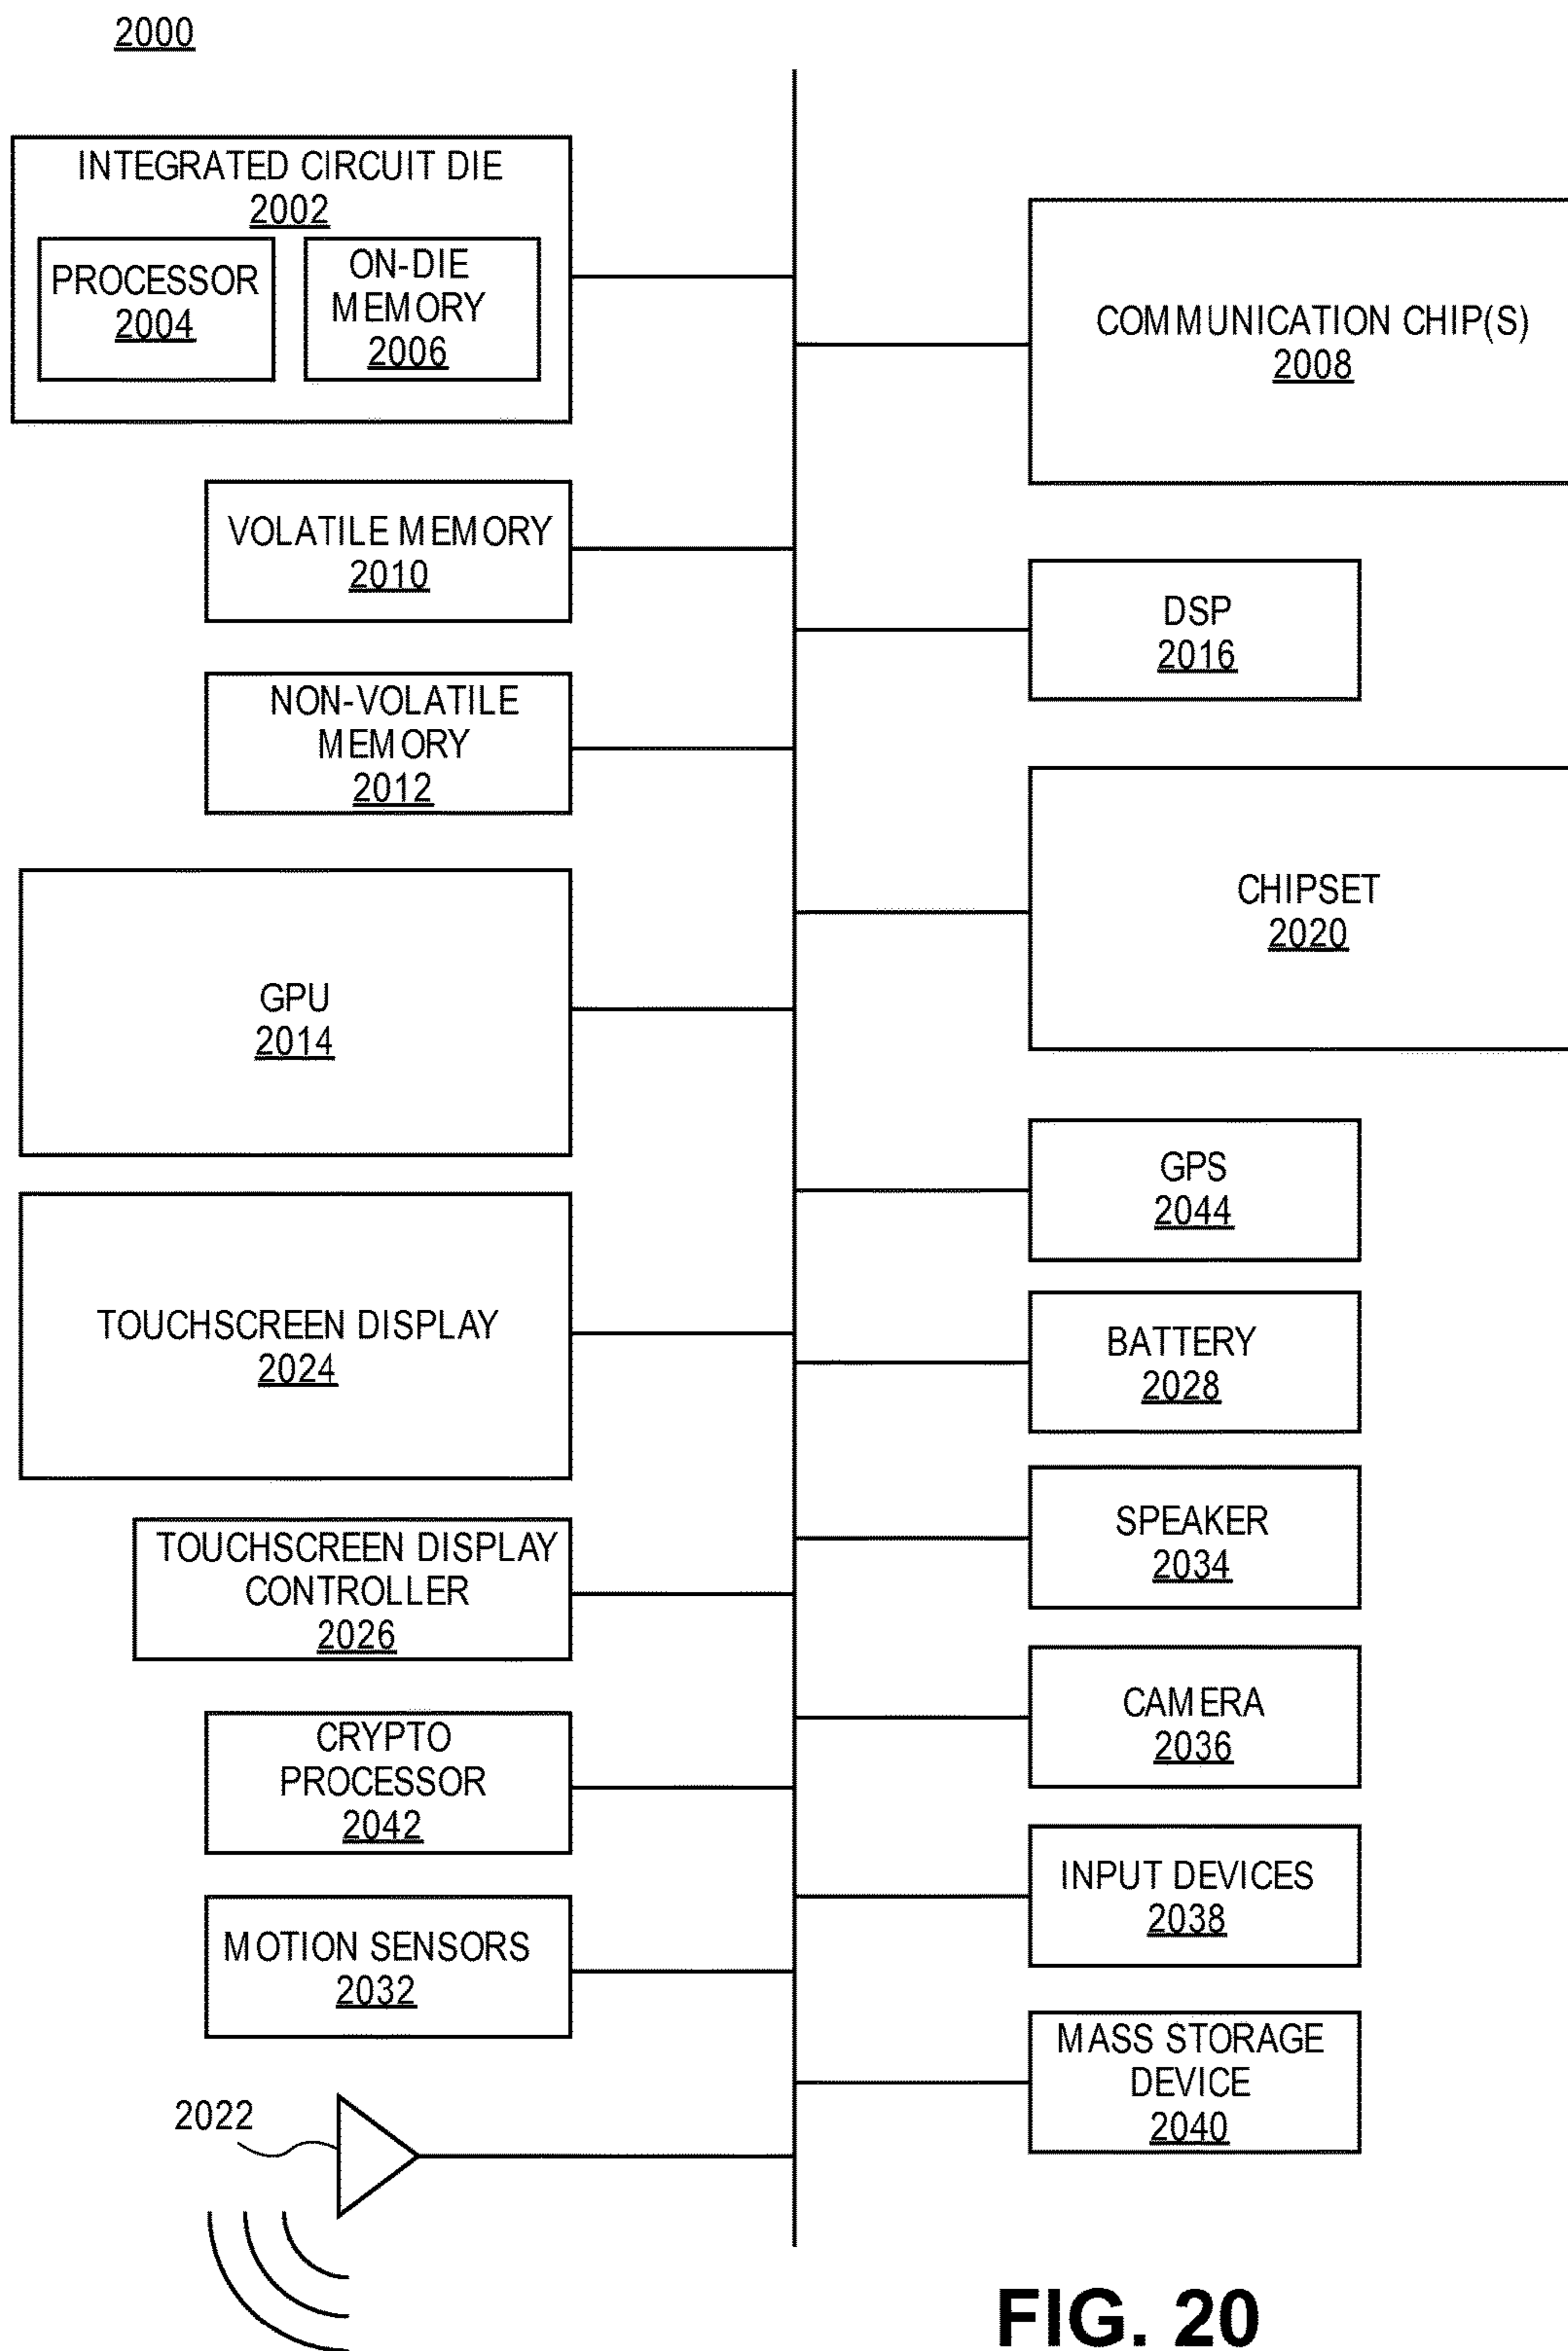 2000
INTEGRATED CIRCUIT DIE
2002
PROCESSOR
2004
ON-DIE
MEMORY
2006
COMMUNICATION CHIP(S)
2008
VOLATILE MEMORY
2010
DSP
2016
NON-VOLATILE
MEMORY
2012
CHIPSET
2020
GPU
2014
GPS
2044
TOUCHSCREEN DISPLAY
2024
BATTERY
2028
SPEAKER
2034
TOUCHSCREEN DISPLAY
CONTROLLER
2026
CAMERA
2036
CRYPTO
PROCESSOR
2042
INPUT DEVICES
2038
MOTION SENSORS
2032
MASS STORAGE
DEVICE
2040
2022
FIG. 20